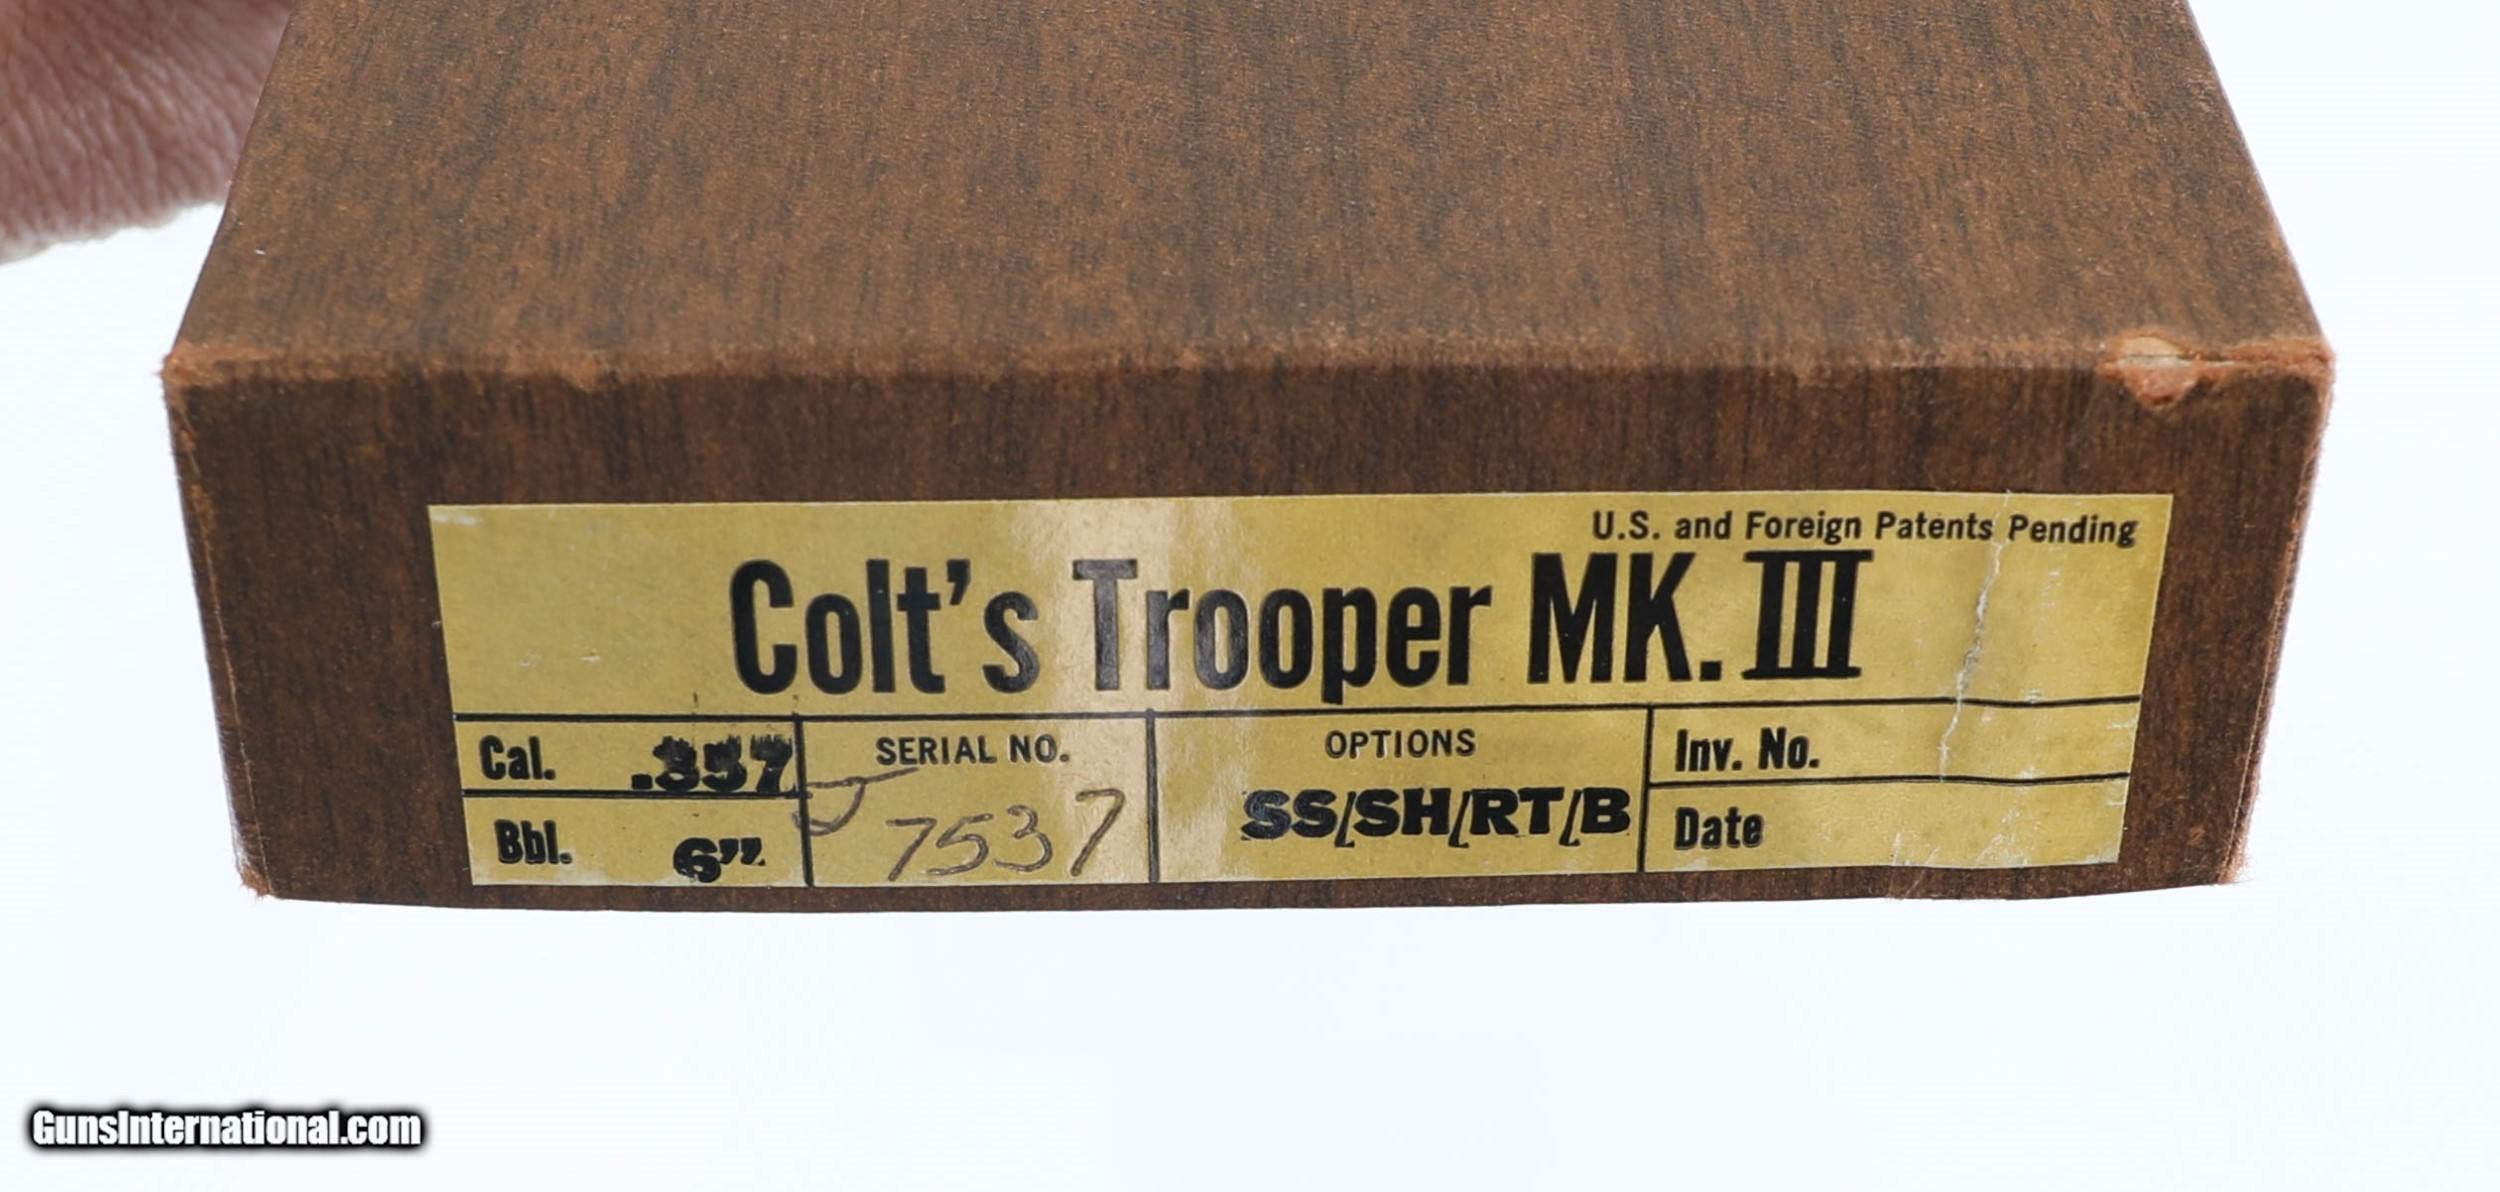 U.S. and Foreign Patents Pending
Colt's Trooper MK. III
Cal. .357
Bbl. 6"
SERIAL NO.
J 7537
OPTIONS
SS/SH/RT/B
Inv. No.
Date
GunsInternational.com